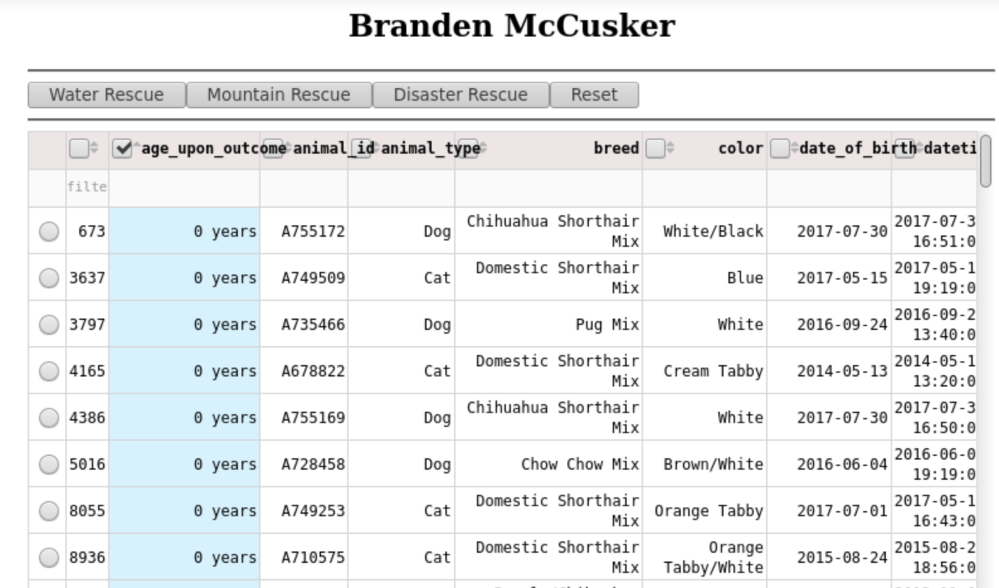 Branden McCusker
Water Rescue Mountain Rescue Disaster Rescue Reset
age_upon_outcome animal_id animal_type breed color date_of_birth dateti
filte
673 0 years A755172 Dog Chihuahua Shorthair Mix White/Black 2017-07-30 2017-07-3 16:51:0
3637 0 years A749509 Cat Domestic Shorthair Mix Blue 2017-05-15 2017-05-1 19:19:0
3797 0 years A735466 Dog Pug Mix White 2016-09-24 2016-09-2 13:40:0
4165 0 years A678822 Cat Domestic Shorthair Mix Cream Tabby 2014-05-13 2014-05-1 13:20:0
4386 0 years A755169 Dog Chihuahua Shorthair Mix White 2017-07-30 2017-07-3 16:50:0
5016 0 years A728458 Dog Chow Chow Mix Brown/White 2016-06-04 2016-06-0 19:19:0
8055 0 years A749253 Cat Domestic Shorthair Mix Orange Tabby 2017-07-01 2017-05-1 16:43:0
8936 0 years A710575 Cat Domestic Shorthair Mix Orange Tabby/White 2015-08-24 2015-08-2 18:56:0